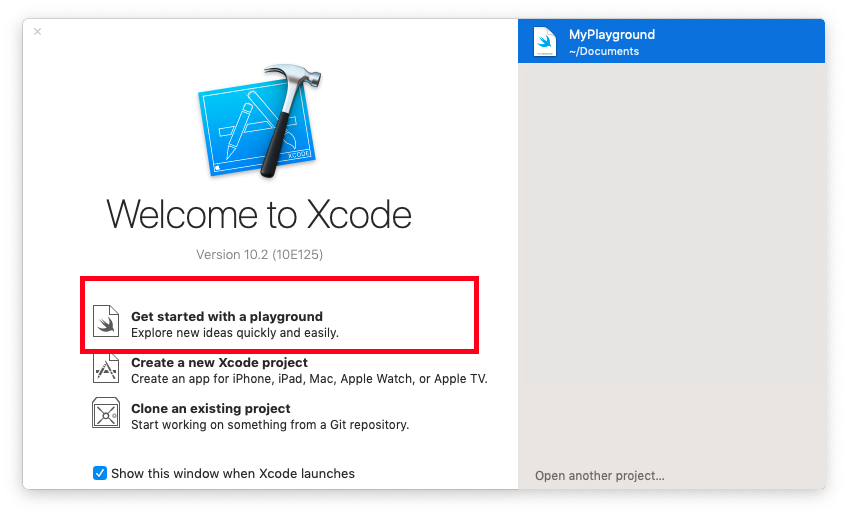 MyPlayground
~/Documents
XCODE
Welcome to Xcode
Version 10.2 (10E125)
Get started with a playground
Explore new ideas quickly and easily.
Create a new Xcode project
Create an app for iPhone, iPad, Mac, Apple Watch, or Apple TV.
Clone an existing project
Start working on something from a Git repository.
Show this window when Xcode launches
Open another project...